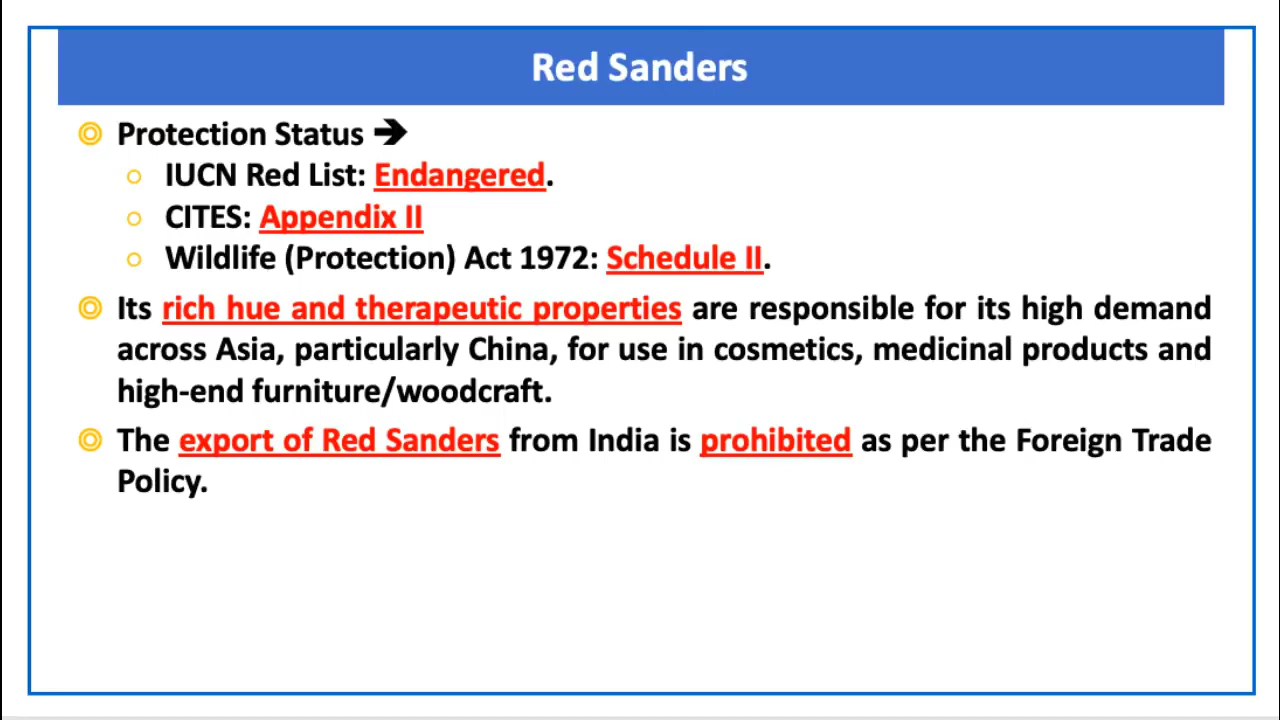 Red Sanders
Protection Status ➔
IUCN Red List: Endangered.
CITES: Appendix II
Wildlife (Protection) Act 1972: Schedule II.
Its rich hue and therapeutic properties are responsible for its high demand
across Asia, particularly China, for use in cosmetics, medicinal products and
high-end furniture/woodcraft.
The export of Red Sanders from India is prohibited as per the Foreign Trade
Policy.